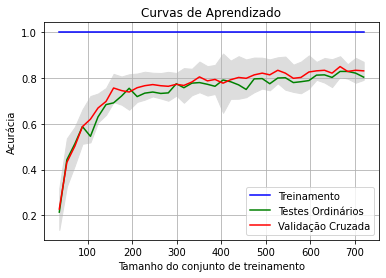 Curvas de Aprendizado
Acurácia
1.0
0.8
0.6
0.4
0.2
100
200
300
400
500
600
700
Tamanho do conjunto de treinamento
Treinamento
Testes Ordinários
Validação Cruzada